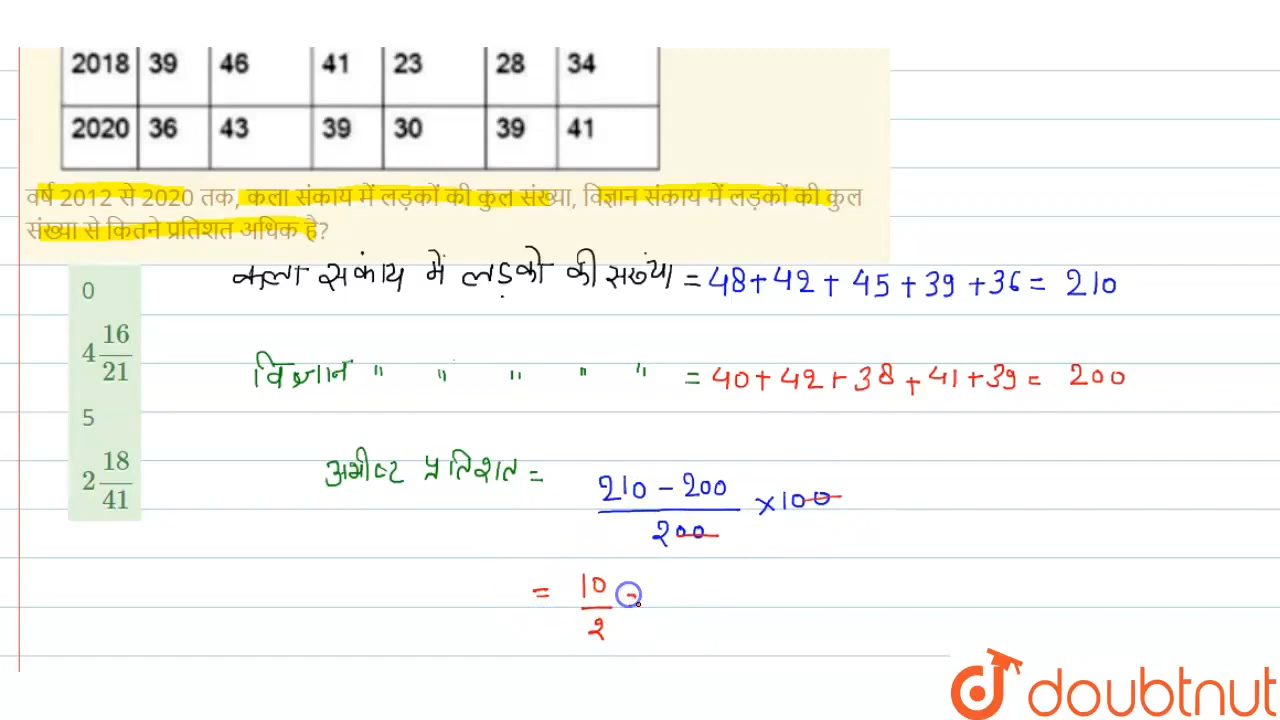 2018 39 46 41 23 28 34
2020 36 43 39 30 39 41
वर्ष 2012 से 2020 तक, कला संकाय में लड़कों की कुल संख्या, विज्ञान संकाय में लड़कों की कुल
संख्या से कितने प्रतिशत अधिक है?
कला सकंाय में लड़को की सख्ंया = 48+42+45+39+36= 210
0
4 16/21
विज्ञान " " " " " = 40+42+38+41+39= 200
5
2 18/41
अभीष्ट प्रतिशत = 210-200/200 ×100
= 10/2 =
doubtnut